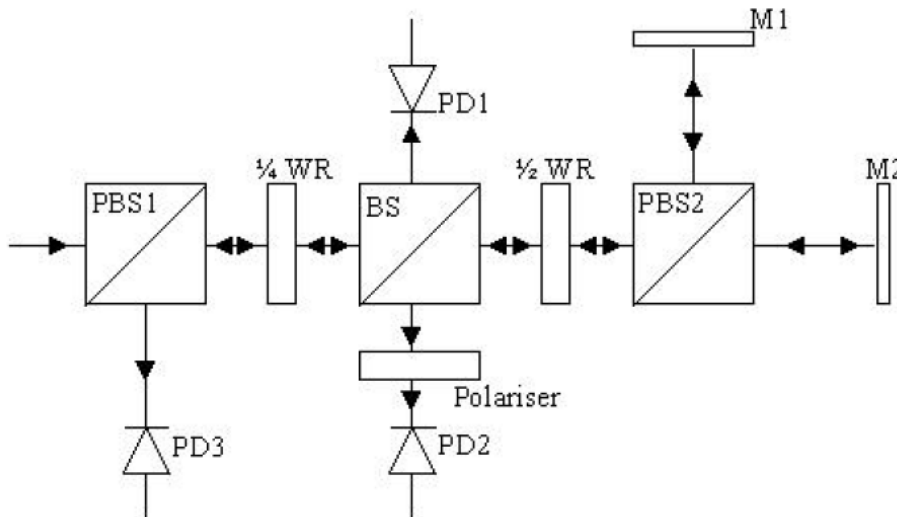 M1
PD1
¼ WR
½ WR
M2
PBS1
BS
PBS2
Polariser
PD3
PD2